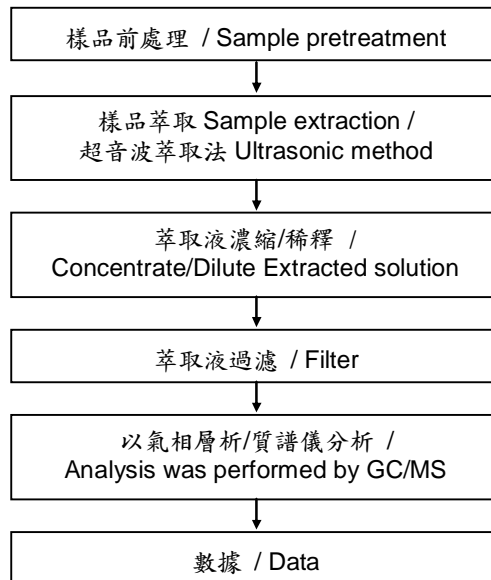 樣品前處理 / Sample pretreatment
樣品萃取 Sample extraction /
超音波萃取法 Ultrasonic method
萃取液濃縮/稀釋 /
Concentrate/Dilute Extracted solution
萃取液過濾 / Filter
以氣相層析/質譜儀分析 /
Analysis was performed by GC/MS
數據 / Data